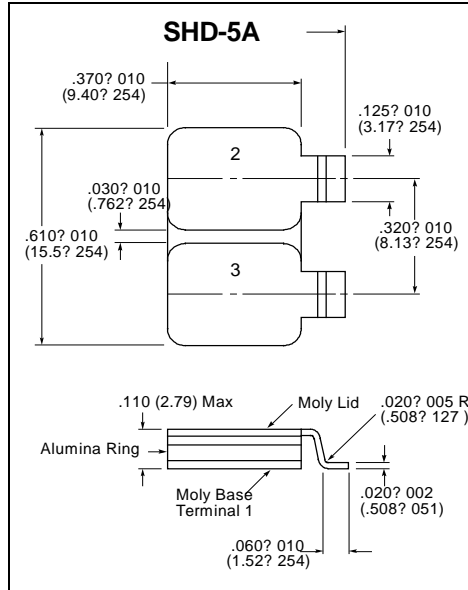 SHD-5A
.370? 010
(9.40? 254)
.125? 010
(3.17? 254)
2
.030? 010
(.762? 254)
.320? 010
(8.13? 254)
.610? 010
(15.5? 254)
3
.110 (2.79) Max
Moly Lid
.020? 005 R
(.508? 127 )
Alumina Ring
Moly Base
Terminal 1
.020? 002
(.508? 051)
.060? 010
(1.52? 254)